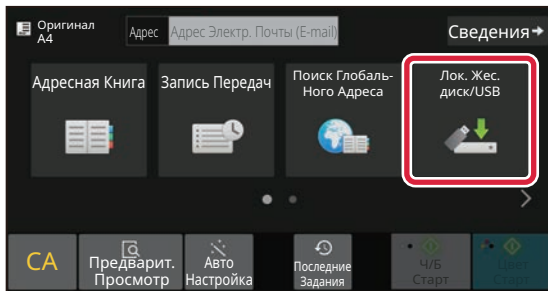 Оригинал
A4
Адрес
Адрес Электр. Почты (E-mail)
Сведения
Адресная Книга
Запись Передач
Поиск Глобаль-
Ного Адреса
Лок. Жес.
диск/USB
CA
Предварит.
Просмотр
Авто
Настройка
Последние
Задания
Ч/Б
Старт
Цвет
Старт